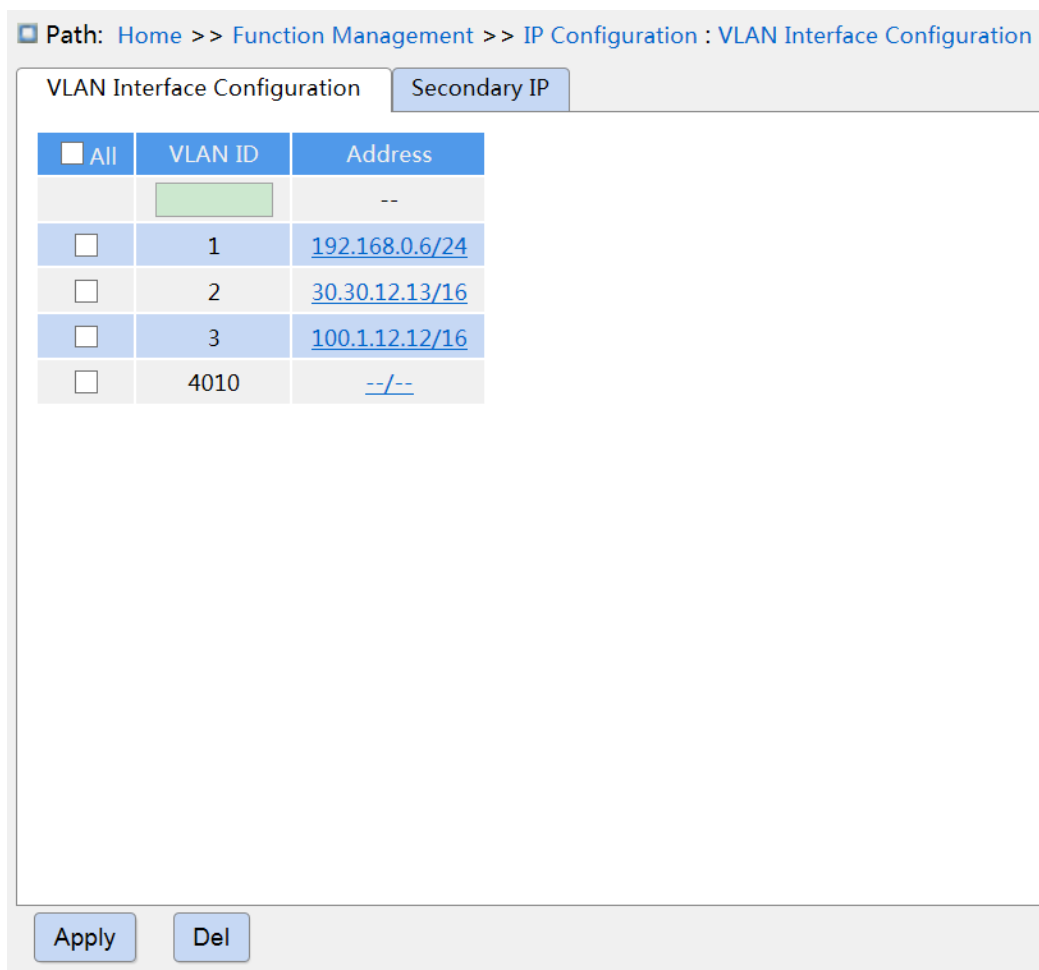 Path: Home >> Function Management >> IP Configuration : VLAN Interface Configuration
VLAN Interface Configuration Secondary IP
All VLAN ID Address
--
1 192.168.0.6/24
2 30.30.12.13/16
3 100.1.12.12/16
4010 --/--
Apply Del